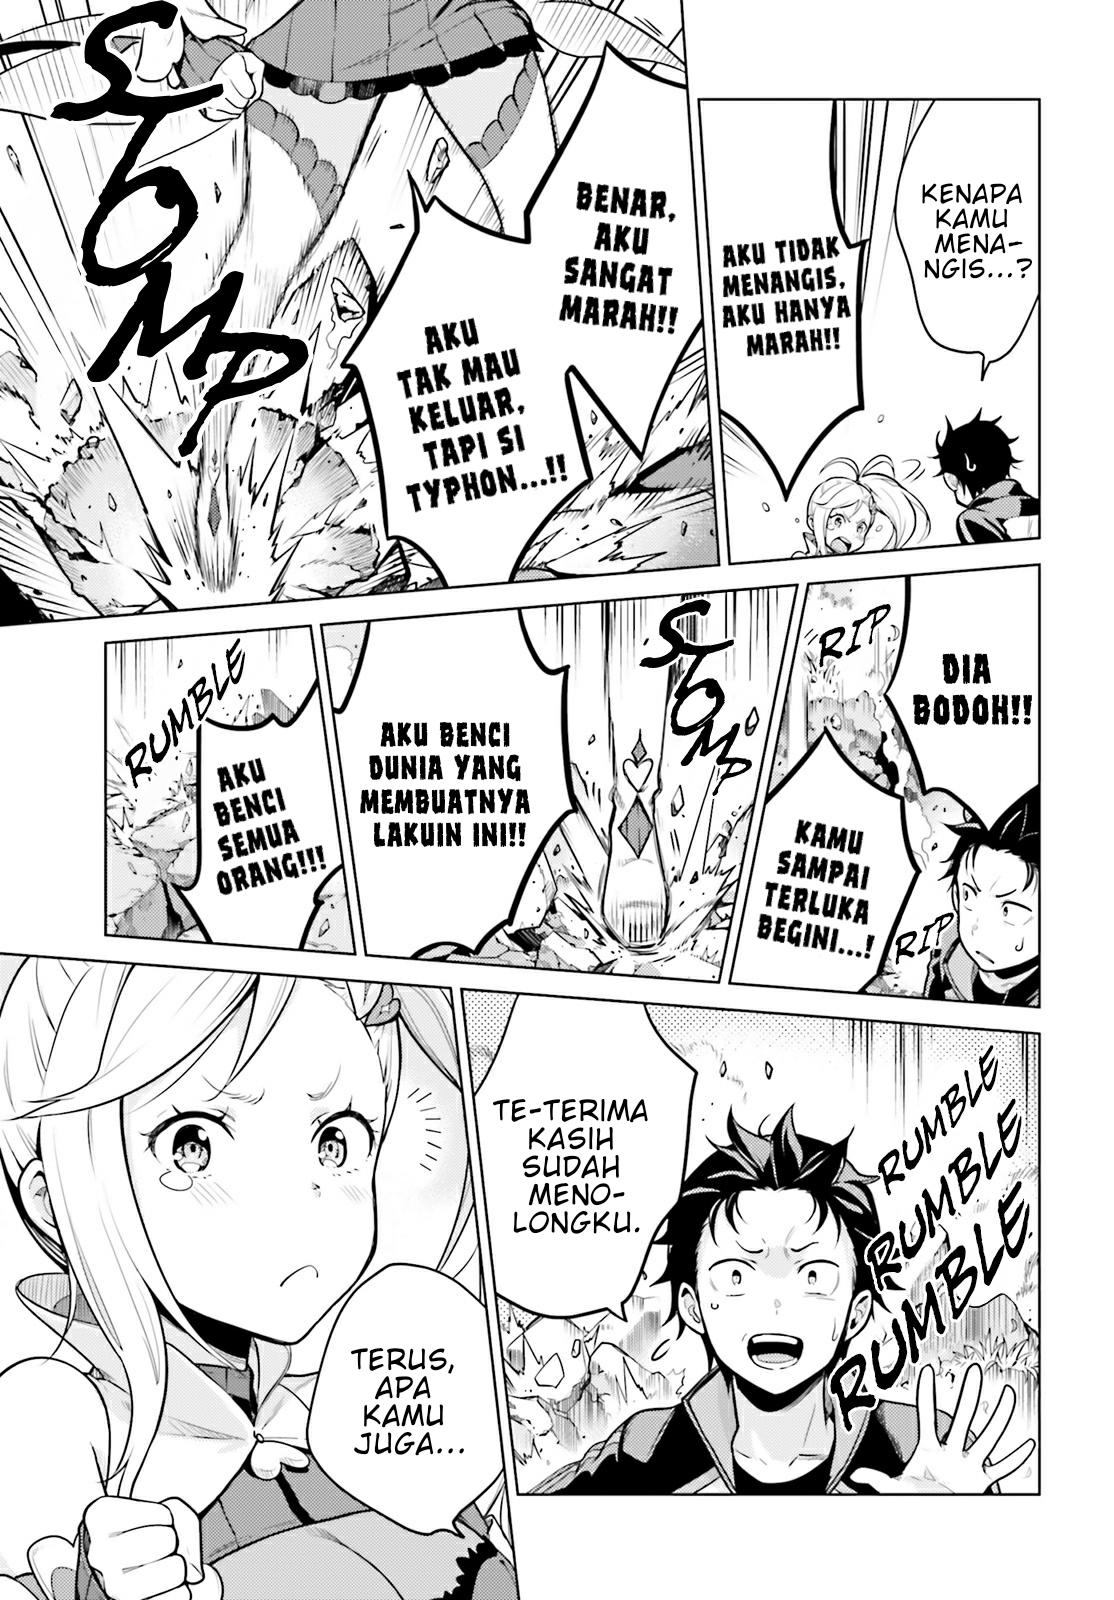 KENAPA
KAMU
MENA-
NGIS...?
AKU TIDAK
MENANGIS,
AKU HANYA
MARAH!!
BENAR,
AKU
SANGAT
MARAH!!
AKU
TAK MAU
KELUAR,
TAPI SI
TYPHON...!!
STOMP
DIA
BODOH!!
RIP
KAMU
SAMPAI
TERLUKA
BEGINI...!
RIP
STOMP
AKU BENCI
DUNIA YANG
MEMBUATNYA
LAKUIN INI!!
RUMBLE
AKU
BENCI
SEMUA
ORANG!!!
RUMBLE
RUMBLE
RUMBLE
TE-TERIMA
KASIH
SUDAH
MENO-
LONGKU.
TERUS,
APA
KAMU
JUGA...